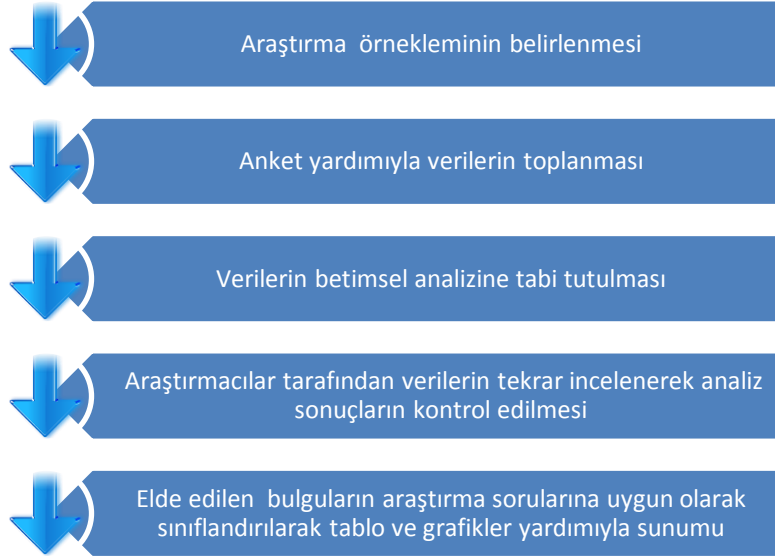 Araştırma örnekleminin belirlenmesi
Anket yardımıyla verilerin toplanması
Verilerin betimsel analizine tabi tutulması
Araştırmacılar tarafından verilerin tekrar incelenerek analiz
sonuçların kontrol edilmesi
Elde edilen bulguların araştırma sorularına uygun olarak
sınıflandırılarak tablo ve grafikler yardımıyla sunumu